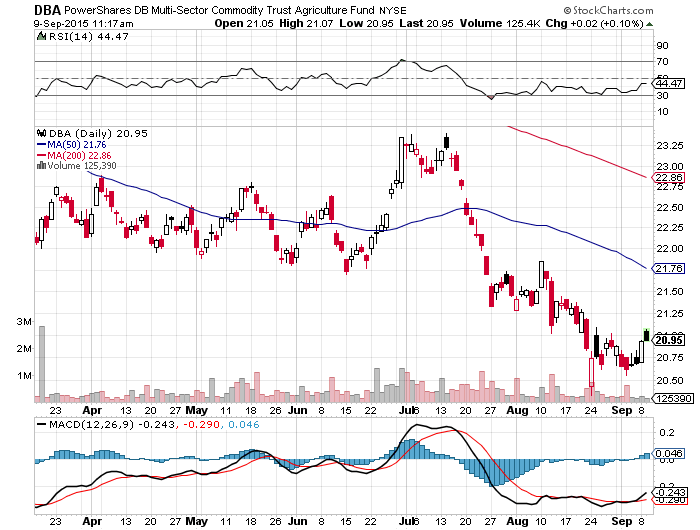 DBA PowerShares DB Multi-Sector Commodity Trust Agriculture Fund NYSE © StockCharts.com
9-Sep-2015 11:17am Open 21.05 High 21.07 Low 20.95 Last 20.95 Volume 125.4K Chg +0.02 (+0.10%)
RSI(14) 44.47
90
70
50
44.47
30
10
DBA (Daily) 20.95
MA(50) 21.76
MA(200) 22.86
Volume 125,390
23.25
23.00
22.86
22.75
22.50
22.25
22.00
21.76
21.50
21.25
21.00
20.95
20.75
20.50
3M
2M
1M
125390
23 Apr 13 20 27 May 11 18 26 Jun 8 15 22 Jul 6 13 20 27 Aug 10 17 24 Sep 8
MACD(12,26,9) -0.243, -0.290, 0.046
0.2
0.046
0.0
-0.243
-0.290
23 Apr 13 20 27 May 11 18 26 Jun 8 15 22 Jul 6 13 20 27 Aug 10 17 24 Sep 8